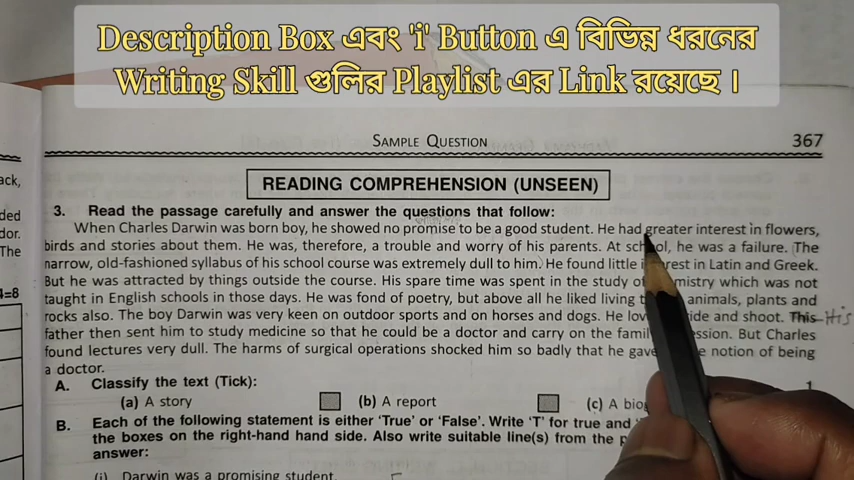 Description Box এবং 'i' Button এ বিভিন্ন ধরনের
Writing Skill গুলির Playlist এর Link রয়েছে ।
SAMPLE QUESTION
367
READING COMPREHENSION (UNSEEN)
3. Read the passage carefully and answer the questions that follow:
When Charles Darwin was born boy, he showed no promise to be a good student. He had greater interest in flowers,
birds and stories about them. He was, therefore, a trouble and worry of his parents. At school, he was a failure. The
narrow, old-fashioned syllabus of his school course was extremely dull to him. He found little interest in Latin and Greek.
But he was attracted by things outside the course. His spare time was spent in the study of chemistry which was not
taught in English schools in those days. He was fond of poetry, but above all he liked living animals, plants and
rocks also. The boy Darwin was very keen on outdoor sports and on horses and dogs. He ride and shoot. This His
father then sent him to study medicine so that he could be a doctor and carry on the But Charles
found lectures very dull. The harms of surgical operations shocked him so badly that he gave notion of being
a doctor.
A. Classify the text (Tick): 1
(a) A story (b) A report (c) A
B. Each of the following statement is either 'True' or 'False'. Write 'T' for true and
the boxes on the right-hand hand side. Also write suitable line(s) from the
answer:
(i) Darwin was a promising student.
ack,
ded
dor.
The
=8